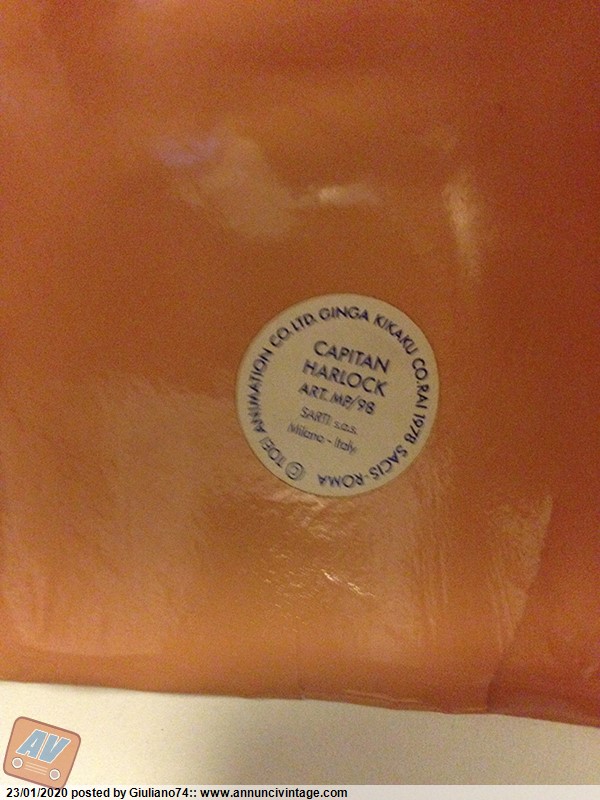 © TOEI ANIMATION CO. LTD. GINGA KIKAKU CO. RAI 1978 SACIS-ROMA
CAPITAN
HARLOCK
ART. MP/98
SARTI s.a.s.
Milano - Italy
AV
23/01/2020 posted by Giuliano74:: www.annuncivintage.com